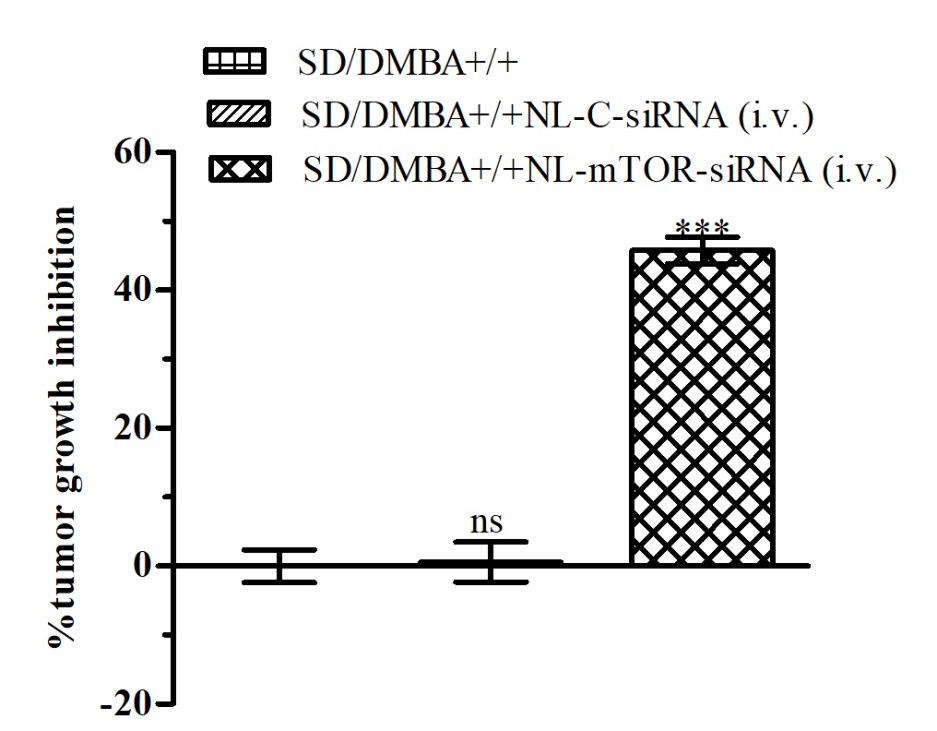 SD/DMBA+/+
SD/DMBA+/+NL-C-siRNA (i.v.)
SD/DMBA+/+NL-mTOR-siRNA (i.v.)
% tumor growth inhibition
60
40
20
0
-20
ns
***